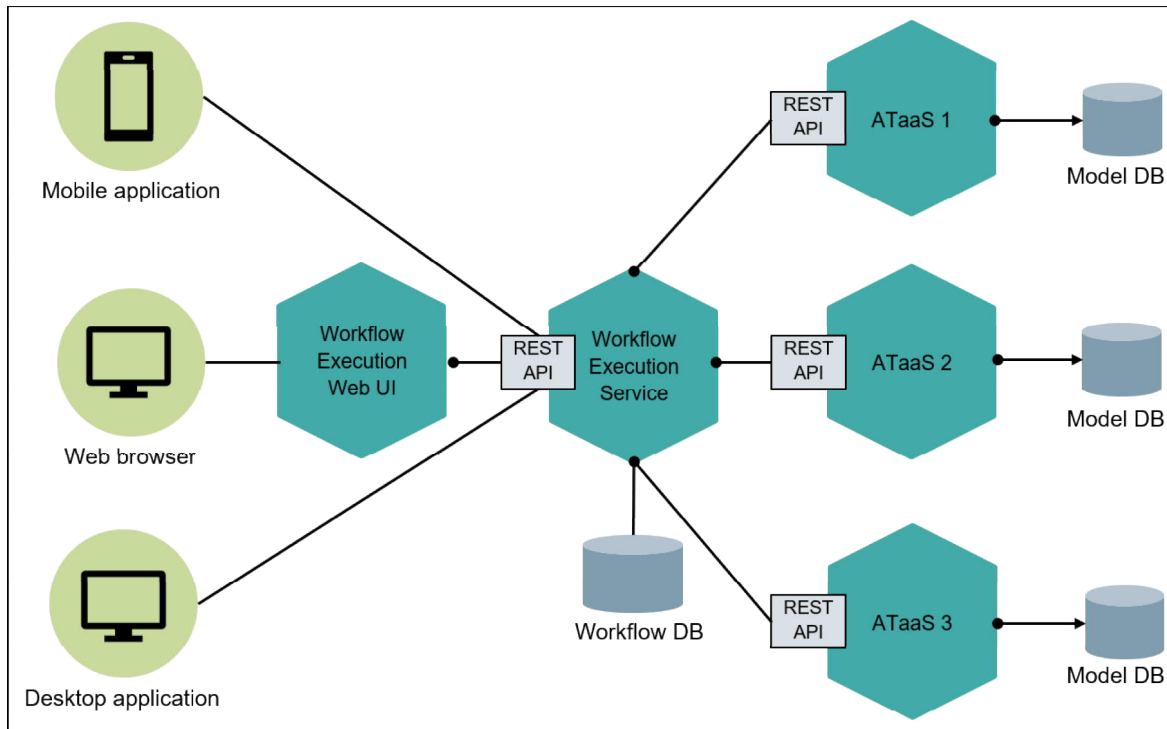 Mobile application
Web browser
Desktop application
Workflow
Execution
Web UI
REST
API
Workflow
Execution
Service
Workflow DB
REST
API
ATaaS 1
Model DB
REST
API
ATaaS 2
Model DB
REST
API
ATaaS 3
Model DB